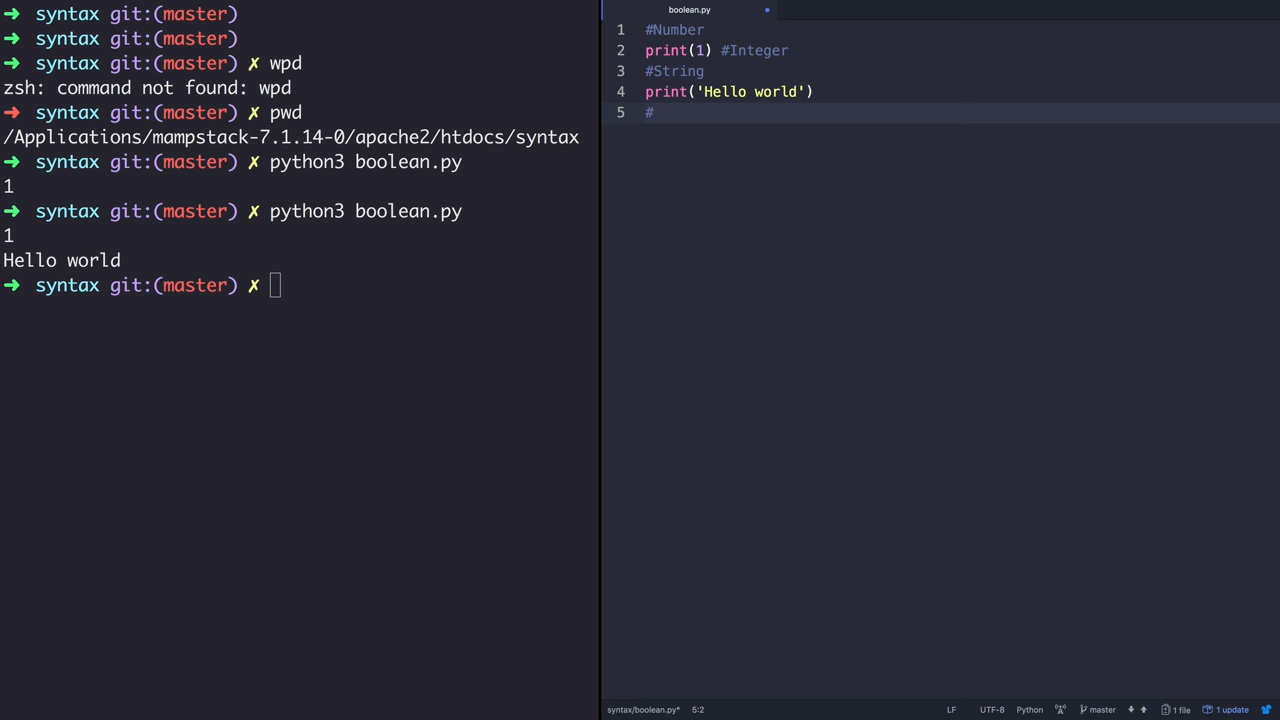 ➜ syntax git:(master)
➜ syntax git:(master)
➜ syntax git:(master) ✗ wpd
zsh: command not found: wpd
➜ syntax git:(master) ✗ pwd
/Applications/mampstack-7.1.14-0/apache2/htdocs/syntax
➜ syntax git:(master) ✗ python3 boolean.py
1
➜ syntax git:(master) ✗ python3 boolean.py
1
Hello world
➜ syntax git:(master) ✗
boolean.py
1 #Number
2 print(1) #Integer
3 #String
4 print('Hello world')
5 #
syntax/boolean.py* 5:2 LF UTF-8 Python master 1 file 1 update